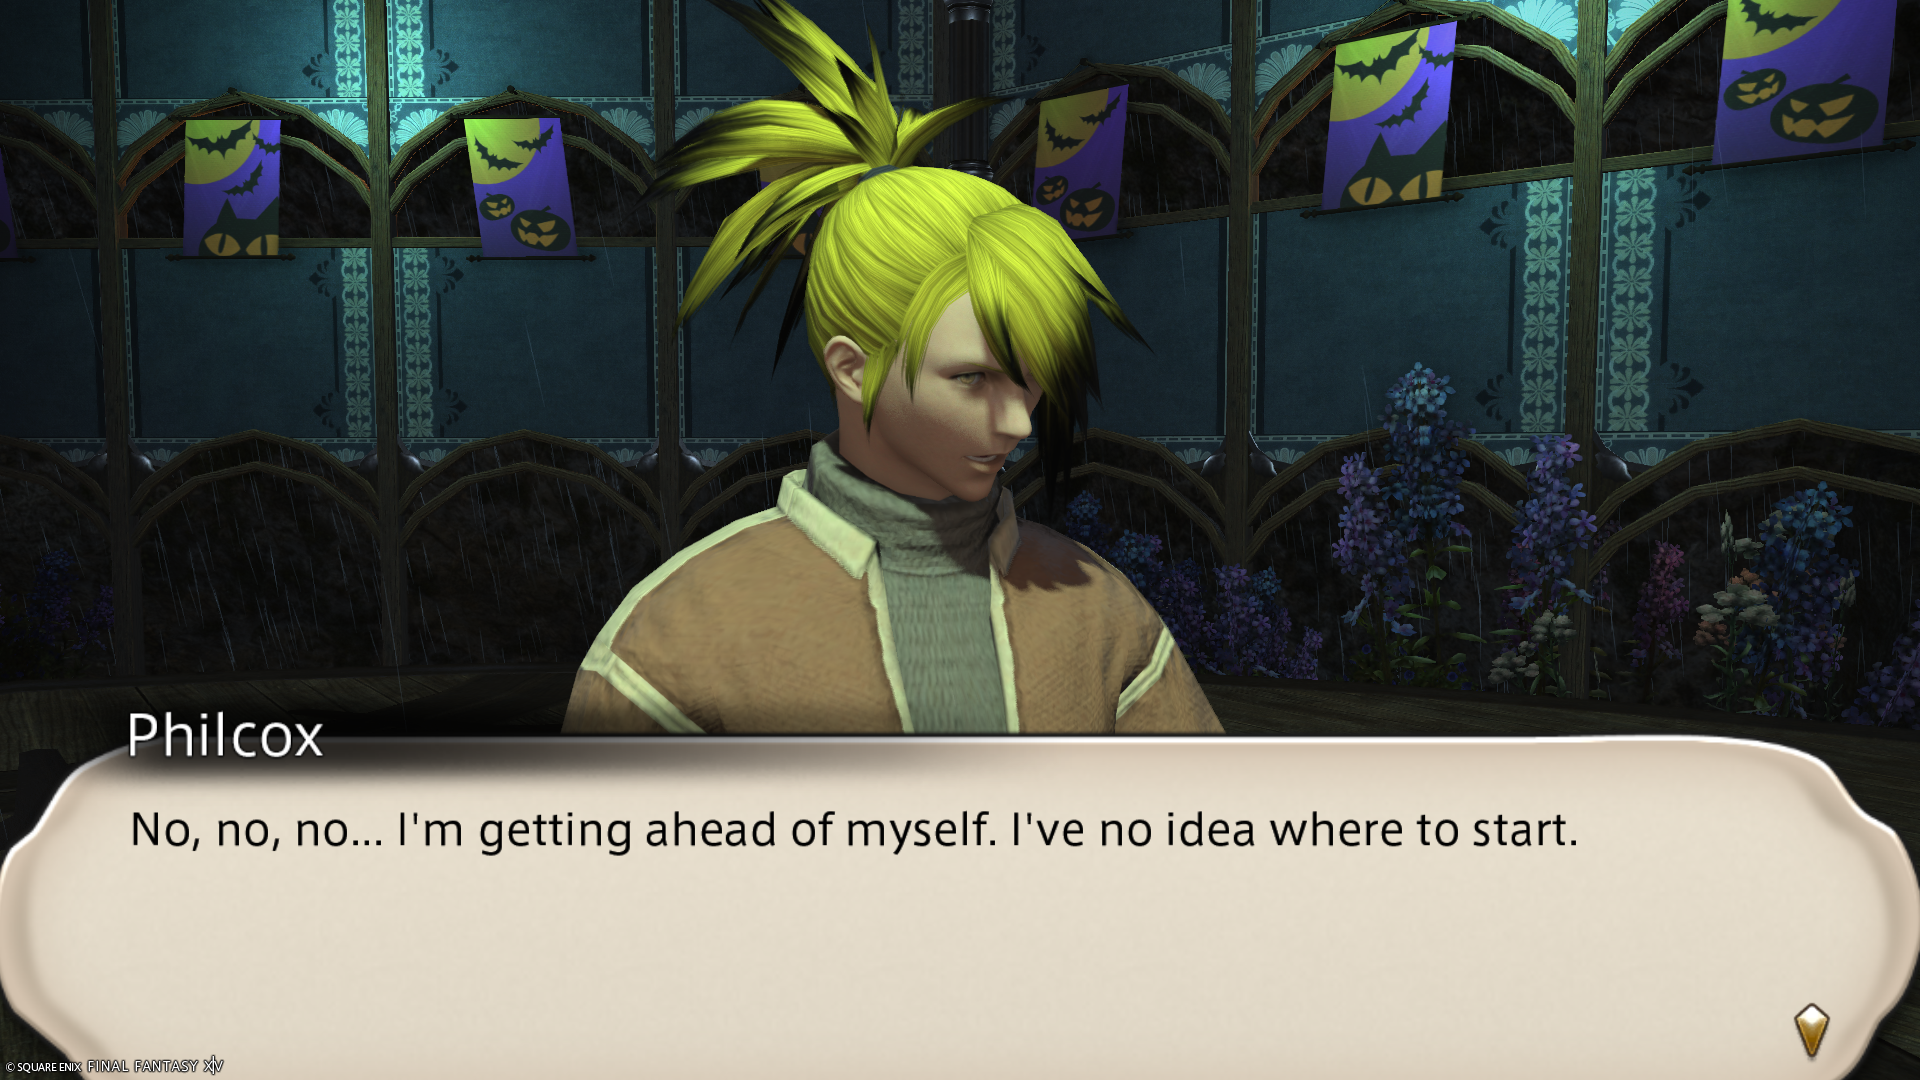 Philcox
No, no, no... I'm getting ahead of myself. I've no idea where to start.
© SQUARE ENIX FINAL FANTASY XIV